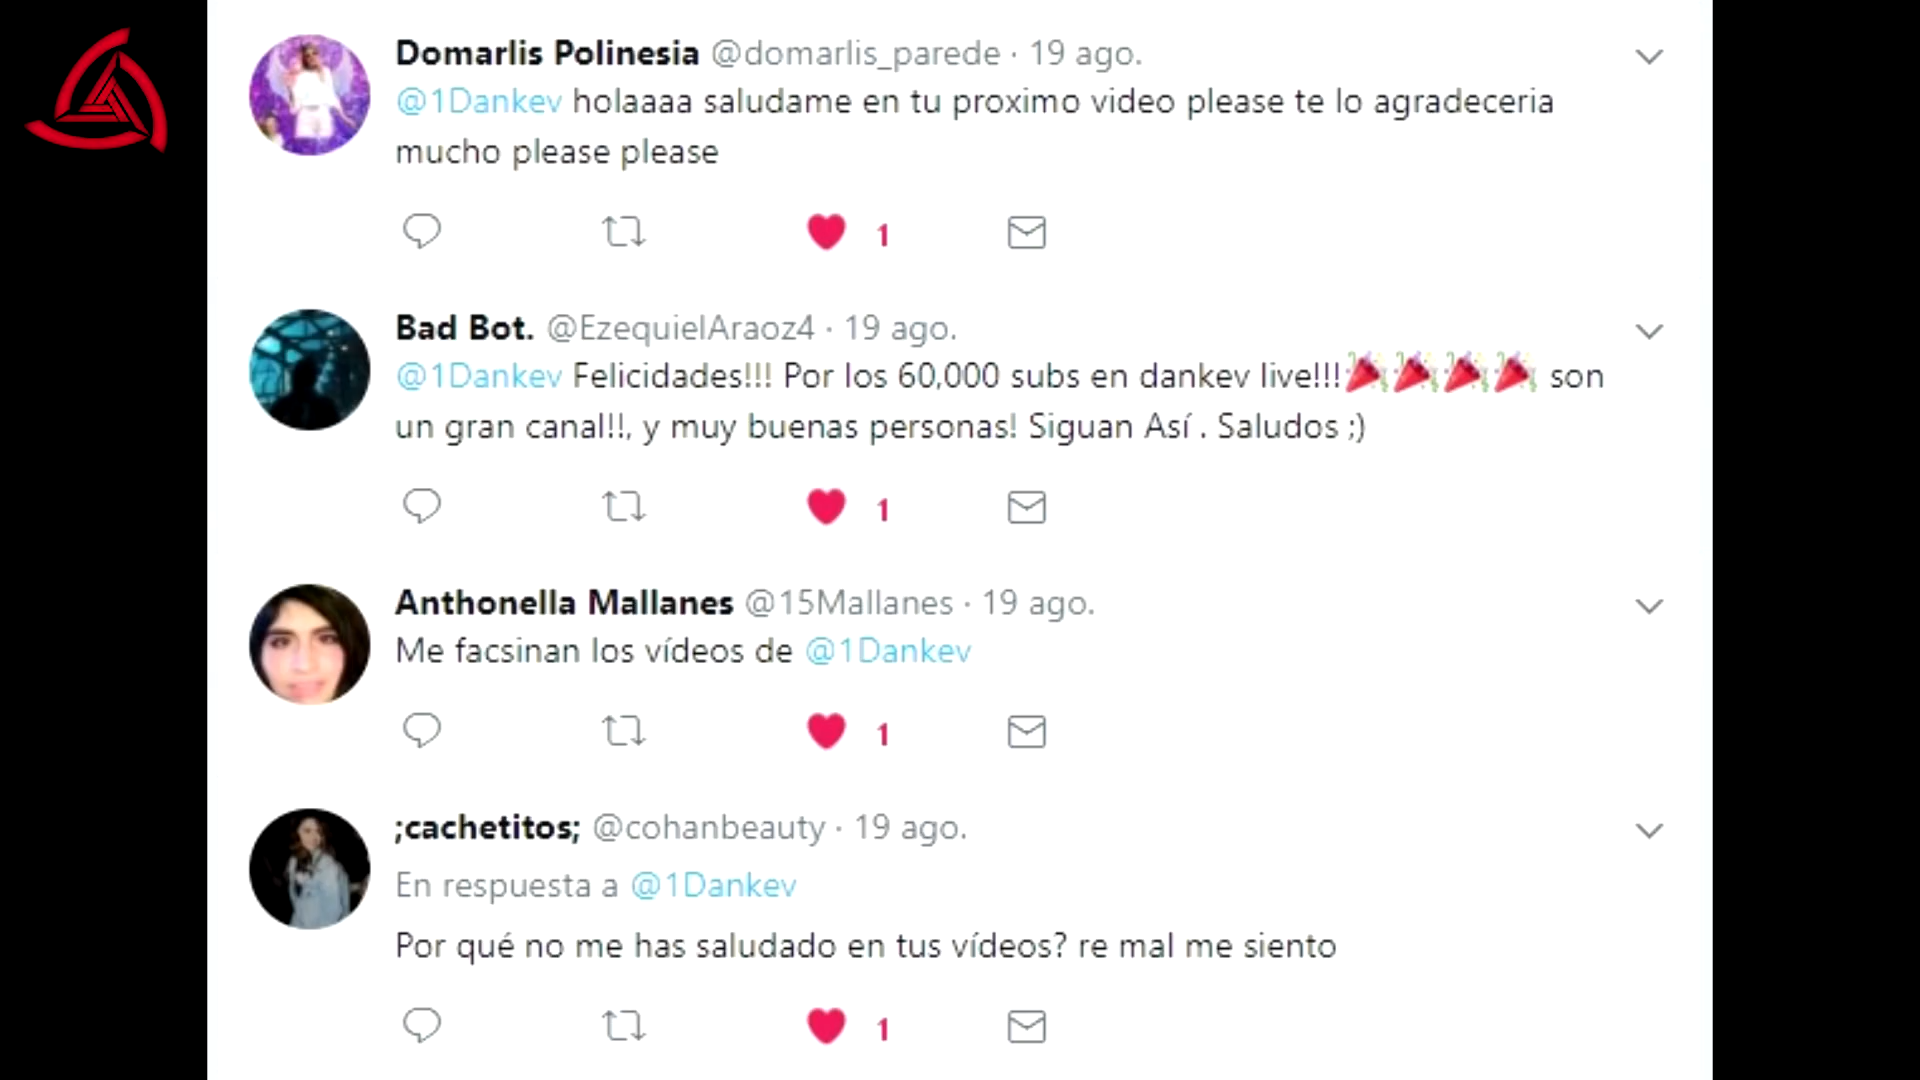 Domarlis Polinesia @domarlis_parede · 19 ago.
@1Dankev holaaaa saludame en tu proximo video please te lo agradeceria
mucho please please
1
Bad Bot. @EzequielAraoz4 · 19 ago.
@1Dankev Felicidades!!! Por los 60,000 subs en dankev live!!!🎉🎉🎉🎉 son
un gran canal!!, y muy buenas personas! Siguan Así . Saludos ;)
1
Anthonella Mallanes @15Mallanes · 19 ago.
Me facsinan los vídeos de @1Dankev
1
;cachetitos; @cohanbeauty · 19 ago.
En respuesta a @1Dankev
Por qué no me has saludado en tus vídeos? re mal me siento
1